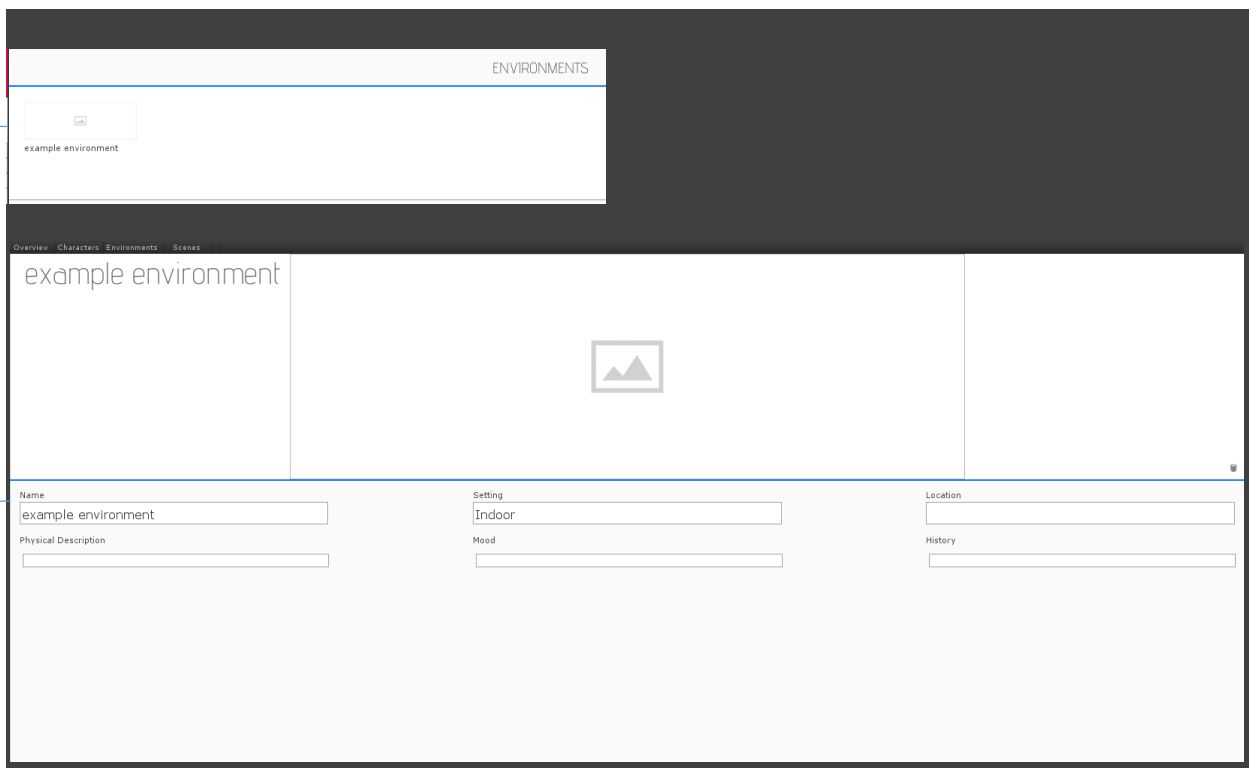 ENVIRONMENTS
example environment
Overview Characters Environments Scenes
example environment
Name Setting Location
example environment Indoor
Physical Description Mood History